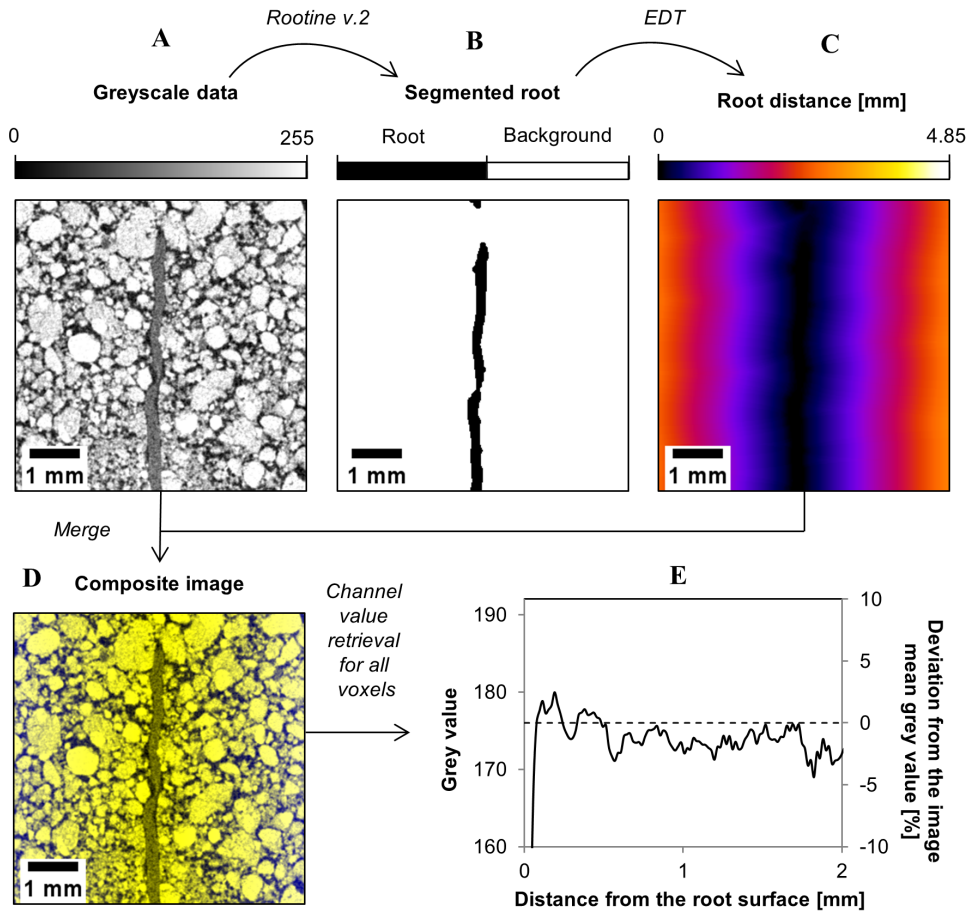 Rootine v.2
EDT
A
B
C
Greyscale data
Segmented root
Root distance [mm]
0
255
Root
Background
0
4.85
1 mm
1 mm
1 mm
Merge
D
Composite image
Channel
value
retrieval
for all
voxels
1 mm
E
190
180
170
160
Grey value
10
5
0
-5
-10
Deviation from the image
mean grey value [%]
0
1
2
Distance from the root surface [mm]